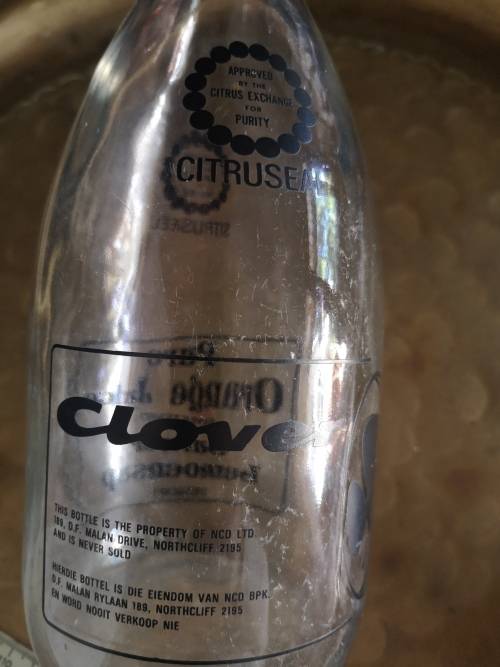 APPROVED
BY THE
CITRUS EXCHANGE
FOR
PURITY
CITRUSEAL
Pure
Orange Juice
Lemoensap
Clover
THIS BOTTLE IS THE PROPERTY OF NCD LTD.
189, D.F. MALAN DRIVE, NORTHCLIFF 2195
AND IS NEVER SOLD
HIERDIE BOTTEL IS DIE EIENDOM VAN NCD BPK.
D.F. MALAN RYLAAN 189, NORTHCLIFF 2195
EN WORD NOOIT VERKOOP NIE